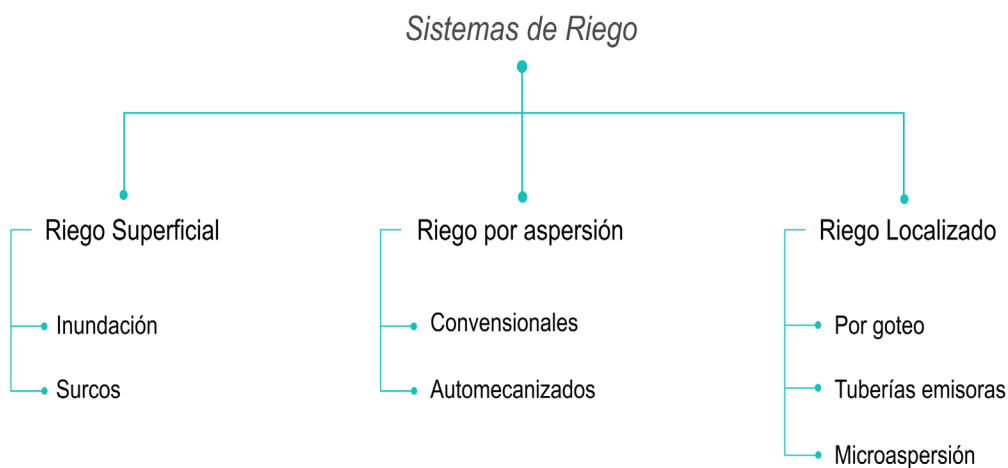 Sistemas de Riego
Riego Superficial
Inundación
Surcos
Riego por aspersión
Convensionales
Automecanizados
Riego Localizado
Por goteo
Tuberías emisoras
Microaspersión